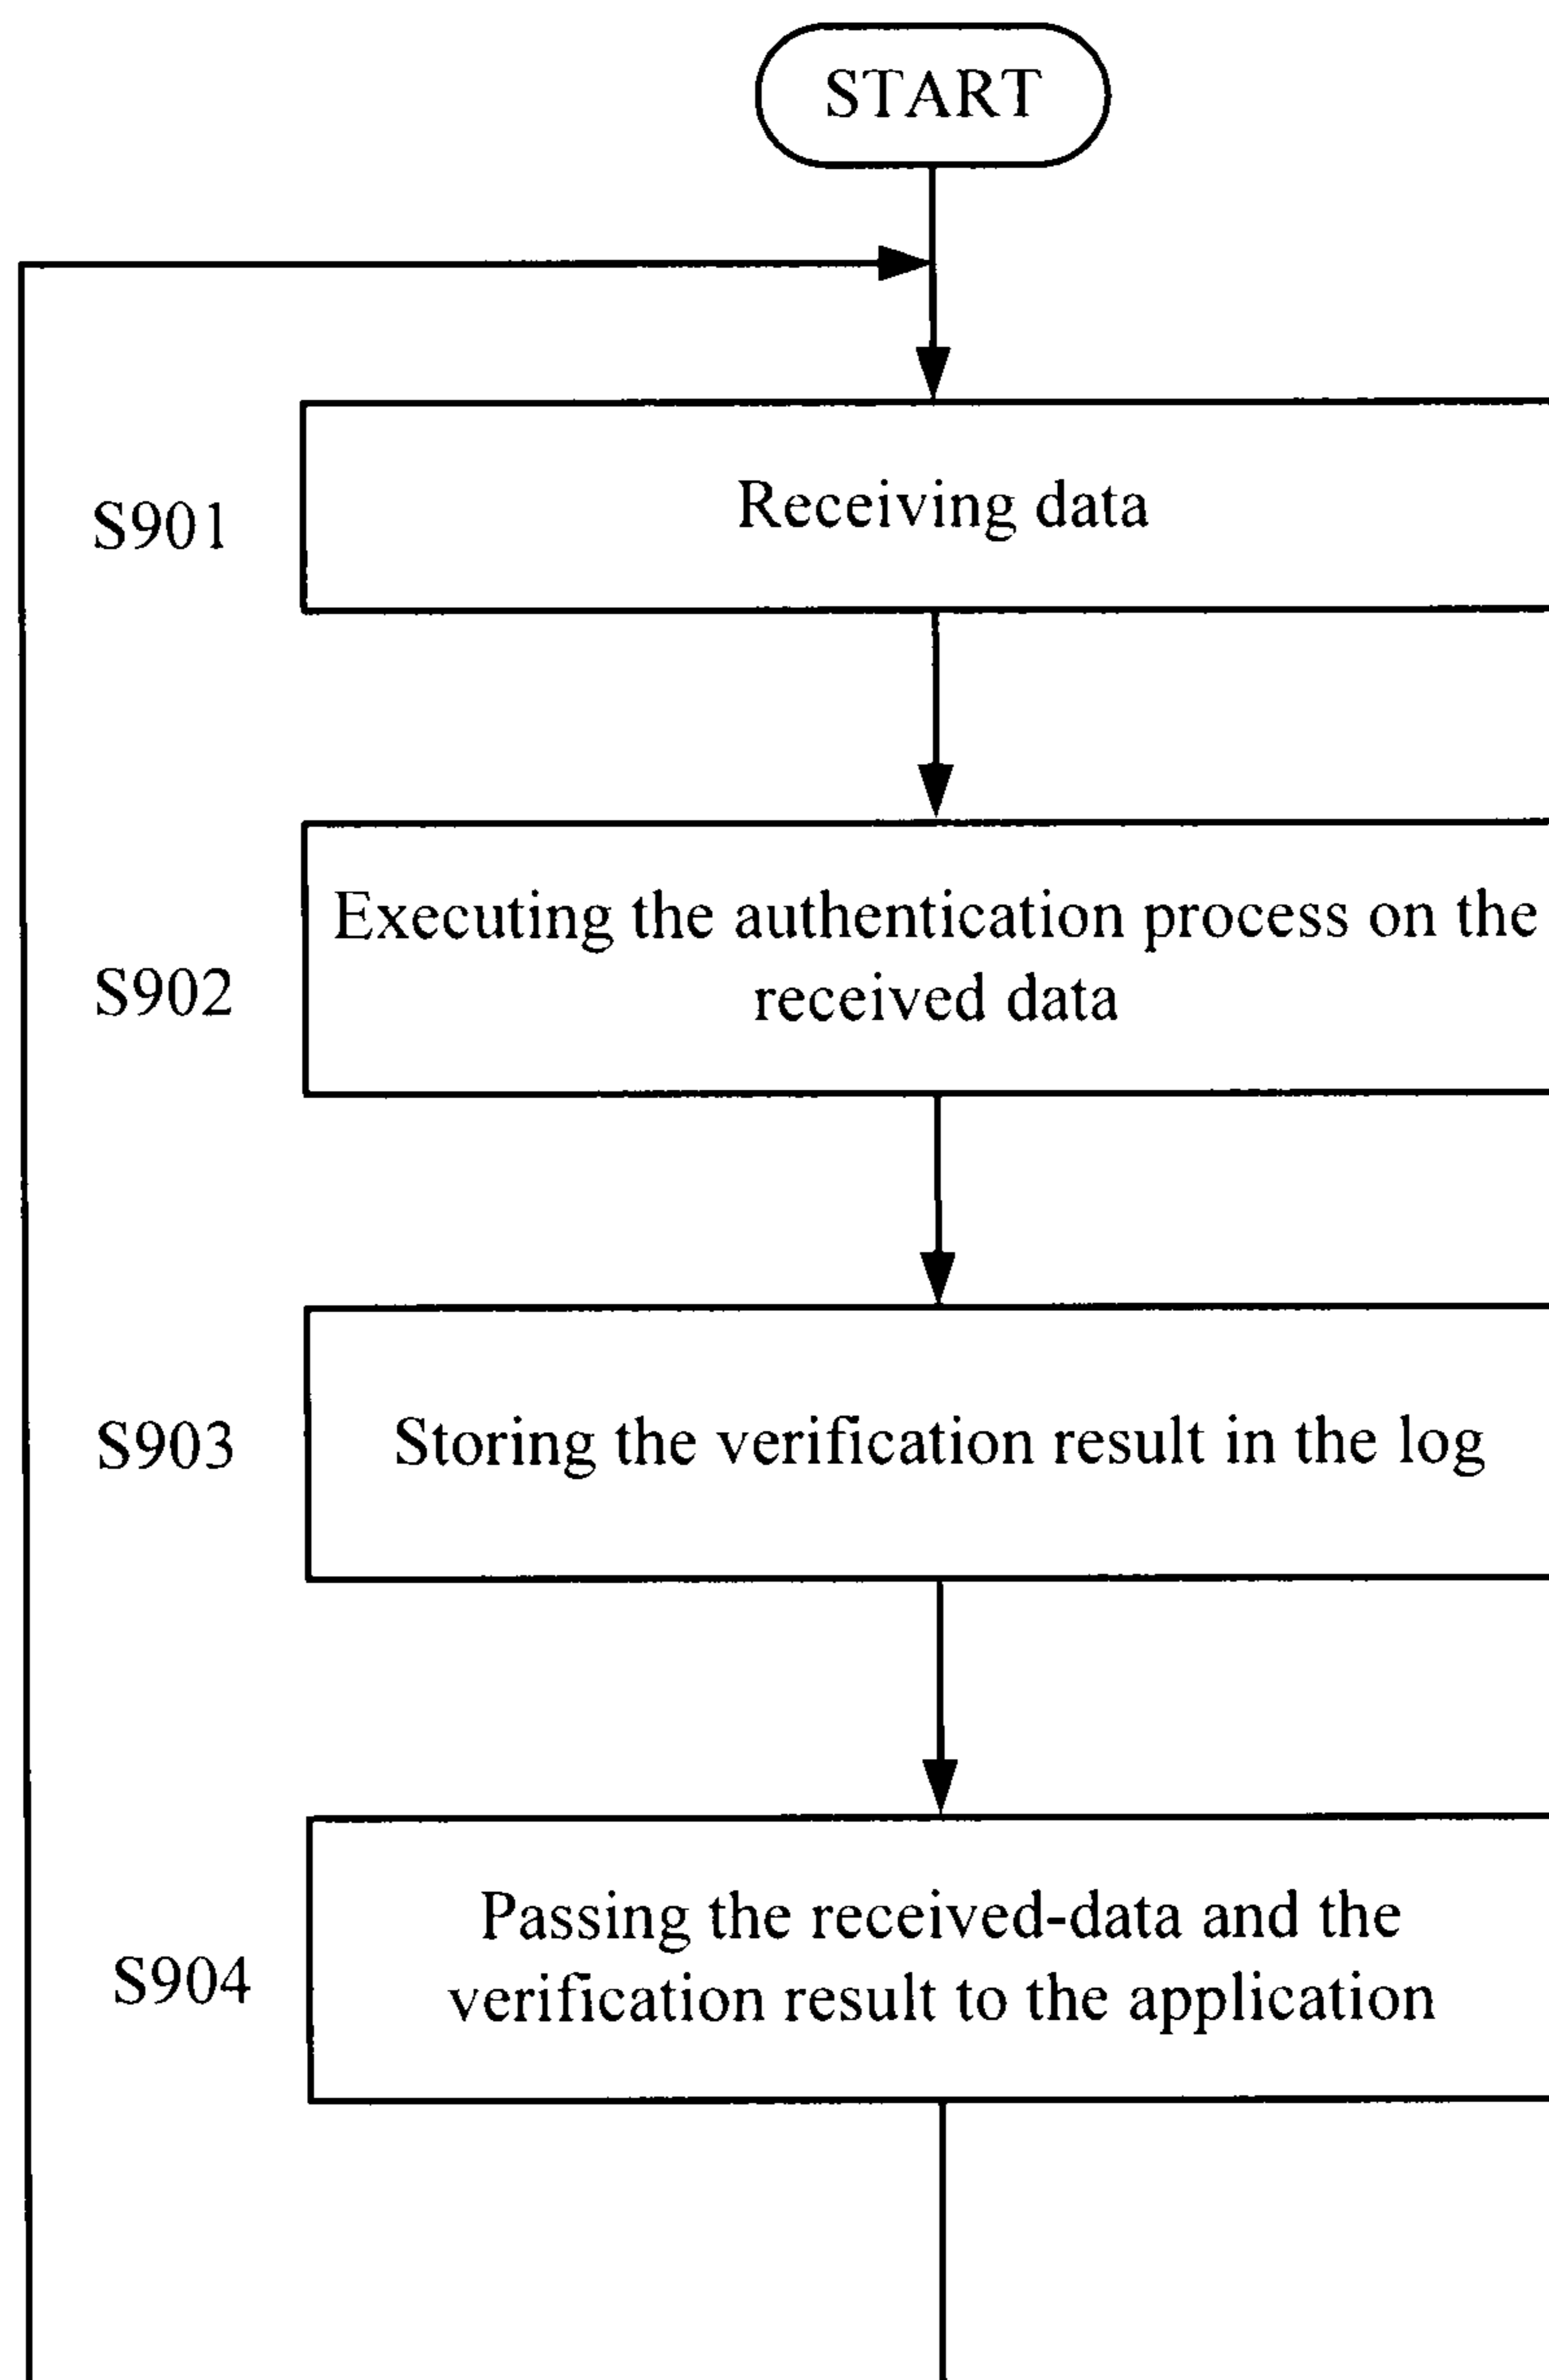 START
S901
Receiving data
S902
Executing the authentication process on the
received data
S903
Storing the verification result in the log
S904
Passing the received-data and the
verification result to the application